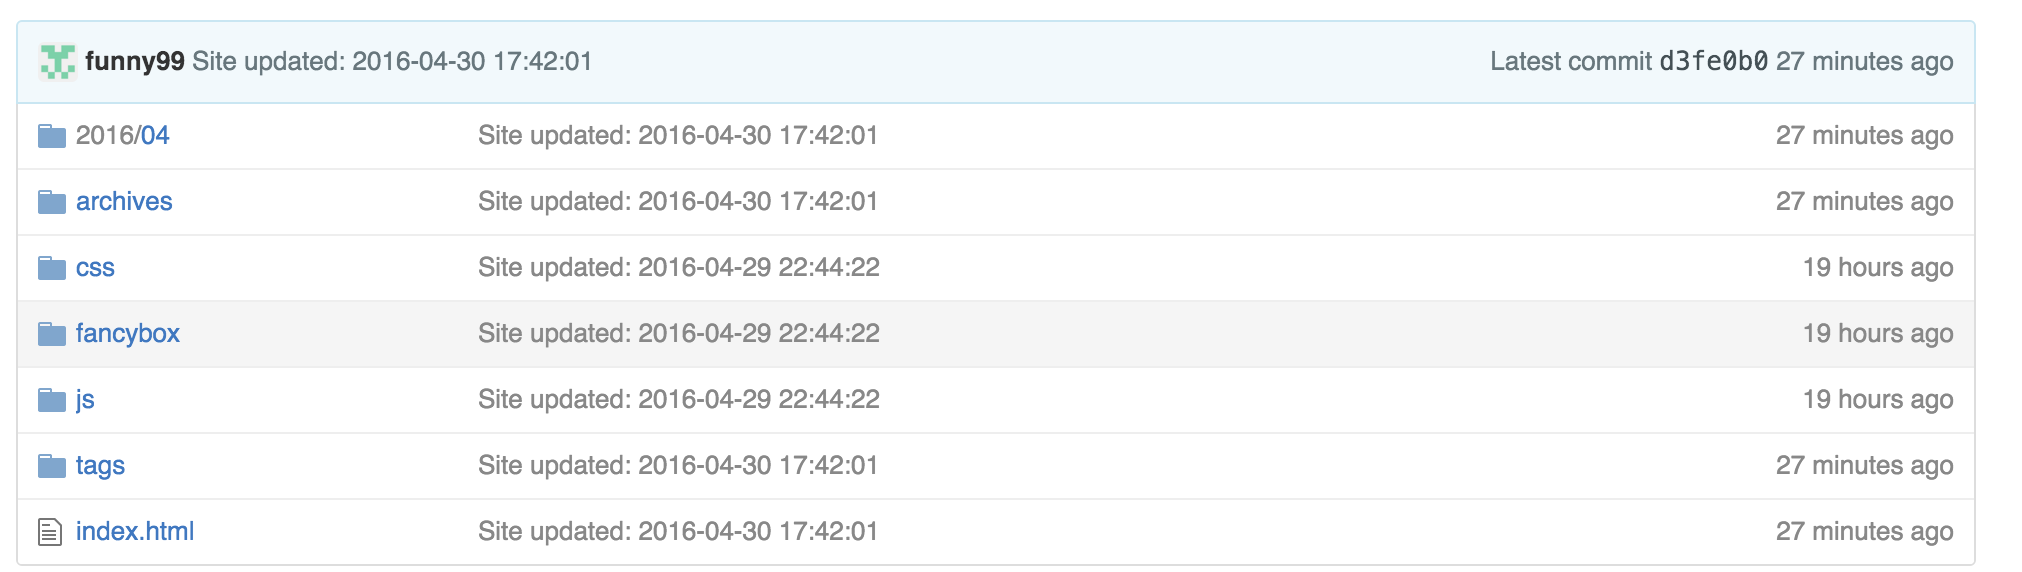 funny99 Site updated: 2016-04-30 17:42:01 Latest commit d3fe0b0 27 minutes ago
2016/04 Site updated: 2016-04-30 17:42:01 27 minutes ago
archives Site updated: 2016-04-30 17:42:01 27 minutes ago
css Site updated: 2016-04-29 22:44:22 19 hours ago
fancybox Site updated: 2016-04-29 22:44:22 19 hours ago
js Site updated: 2016-04-29 22:44:22 19 hours ago
tags Site updated: 2016-04-30 17:42:01 27 minutes ago
index.html Site updated: 2016-04-30 17:42:01 27 minutes ago